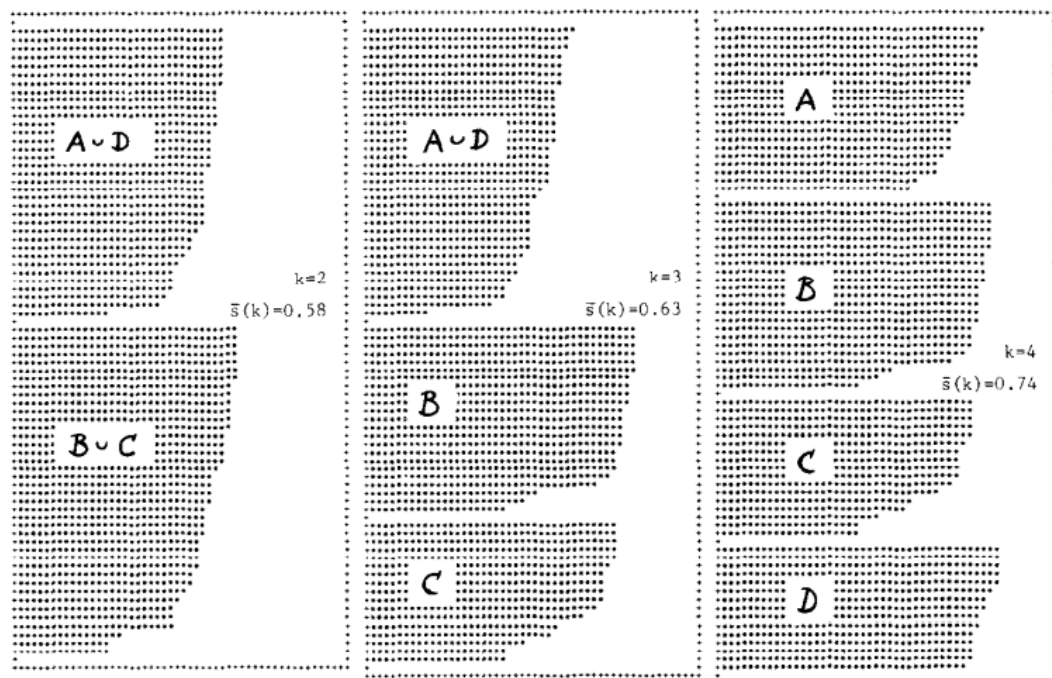 A ∪ D
k=2
s̄(k)=0.58
B ∪ C
A ∪ D
k=3
s̄(k)=0.63
B
C
A
B
k=4
s̄(k)=0.74
C
D